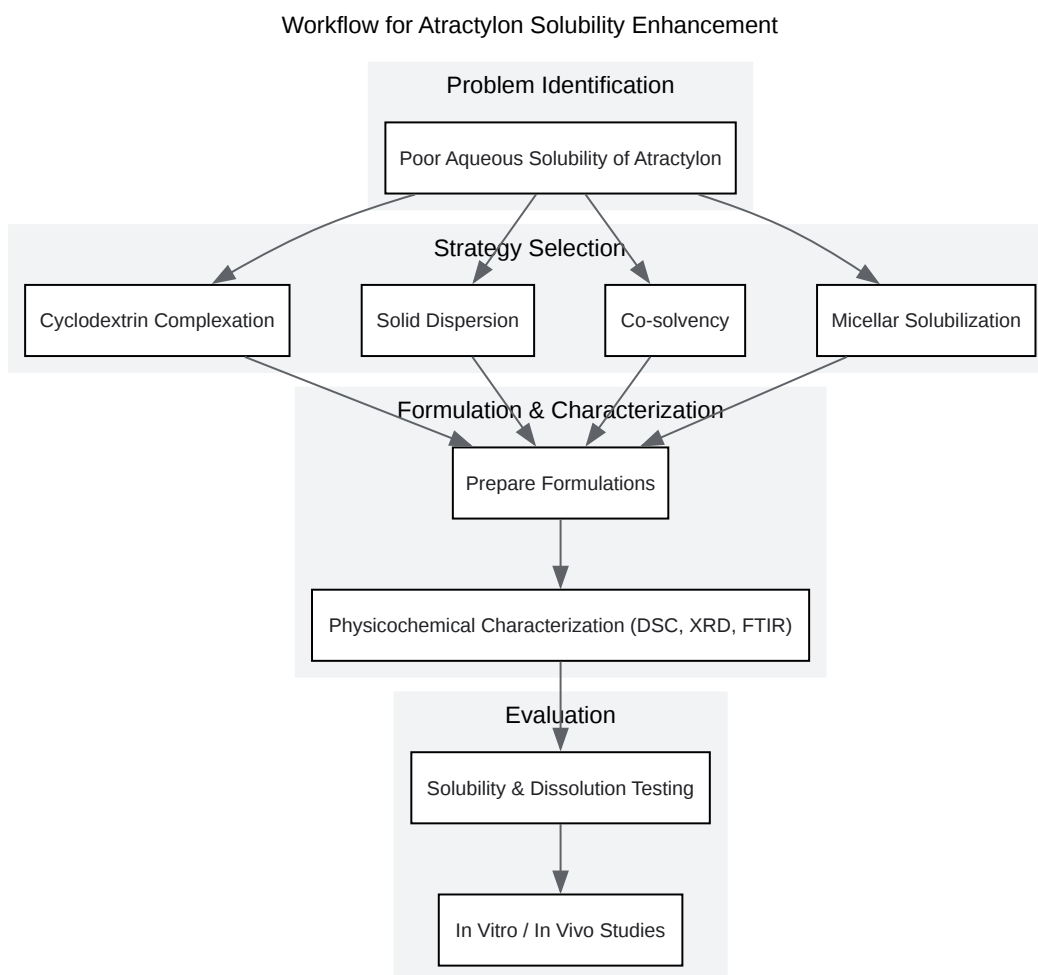 Workflow for Atractylon Solubility Enhancement
Problem Identification
Poor Aqueous Solubility of Atractylon
Strategy Selection
Cyclodextrin Complexation
Solid Dispersion
Co-solvency
Micellar Solubilization
Formulation & Characterization
Prepare Formulations
Physicochemical Characterization (DSC, XRD, FTIR)
Evaluation
Solubility & Dissolution Testing
In Vitro / In Vivo Studies